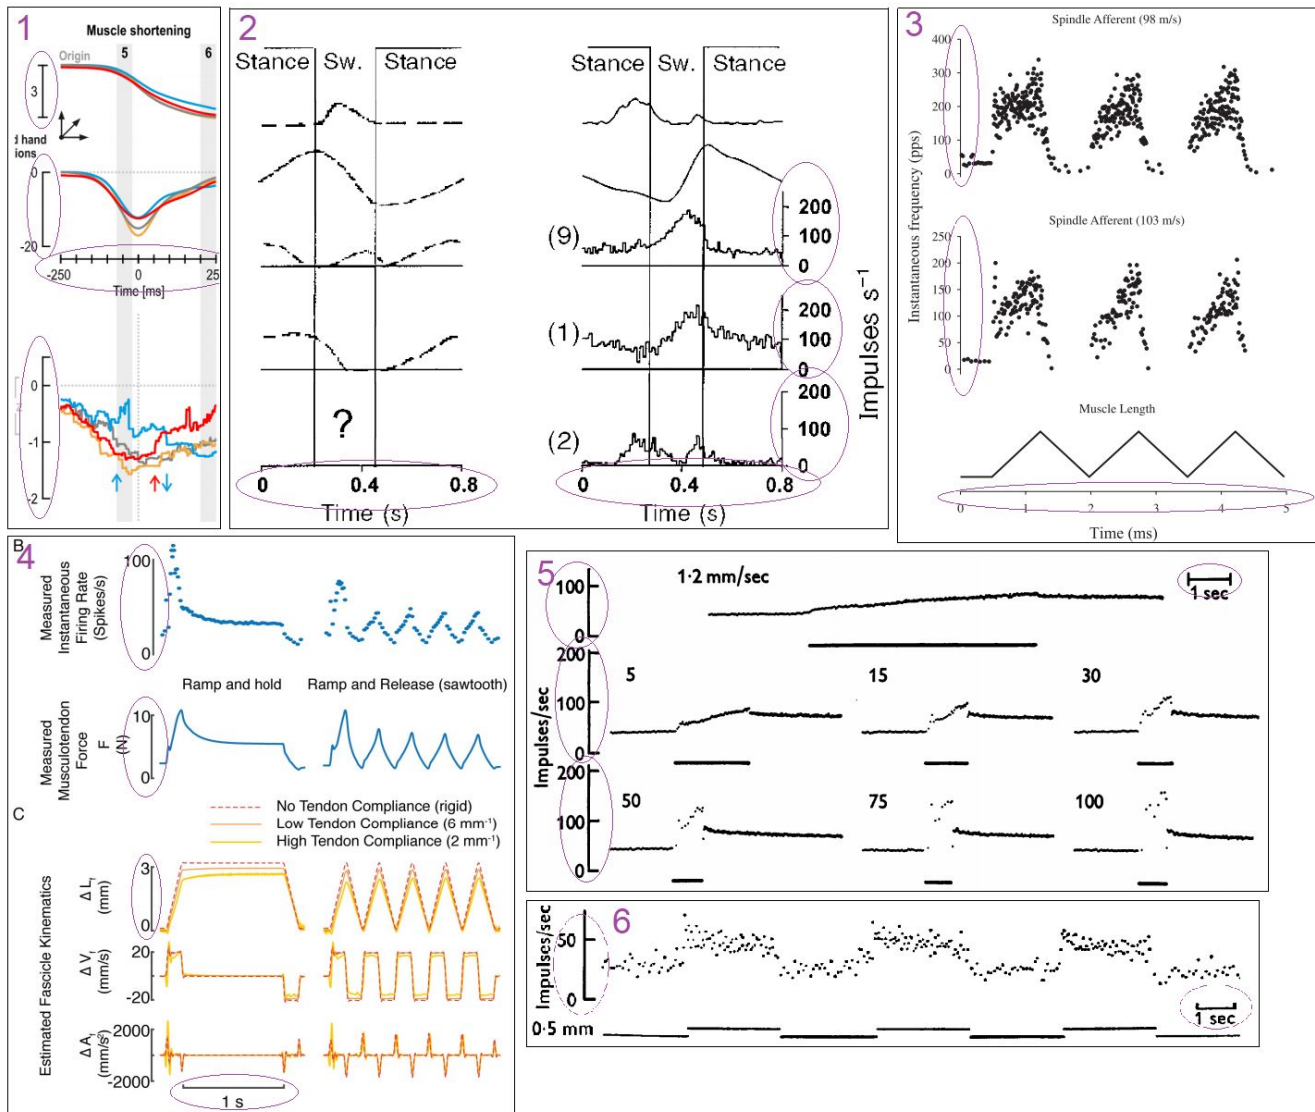 1
Muscle shortening
Origin
5
6
3
d hand
ions
0
-20
-250
0
25
Time [ms]
0
-1
-2
2
Stance
Sw.
Stance
Stance
Sw.
Stance
(9)
200
100
0
(1)
200
100
0
(2)
200
100
0
Impulses s⁻¹
?
0
0.4
0.8
Time (s)
0
0.4
0.8
Time (s)
3
Spindle Afferent (98 m/s)
400
300
200
100
0
Spindle Afferent (103 m/s)
250
200
150
100
50
0
Instantaneous frequency (pps)
Muscle Length
0
1
2
3
4
5
Time (ms)
B
4
Measured
Instantaneous
Firing Rate
(Spikes/s)
100
0
Ramp and hold
Ramp and Release (sawtooth)
Measured
Musculotendon
Force
F
(N)
10
0
C
No Tendon Compliance (rigid)
Low Tendon Compliance (6 mm⁻¹)
High Tendon Compliance (2 mm⁻¹)
Estimated Fascicle Kinematics
Δ Lf
(mm)
3
0
Δ Vf
(mm/s)
20
-20
Δ Af
(mm/s²)
2000
-2000
1 s
5
1·2 mm/sec
1 sec
100
0
200
100
0
5
15
30
Impulses/sec
200
100
0
50
75
100
6
Impulses/sec
50
0
1 sec
0·5 mm